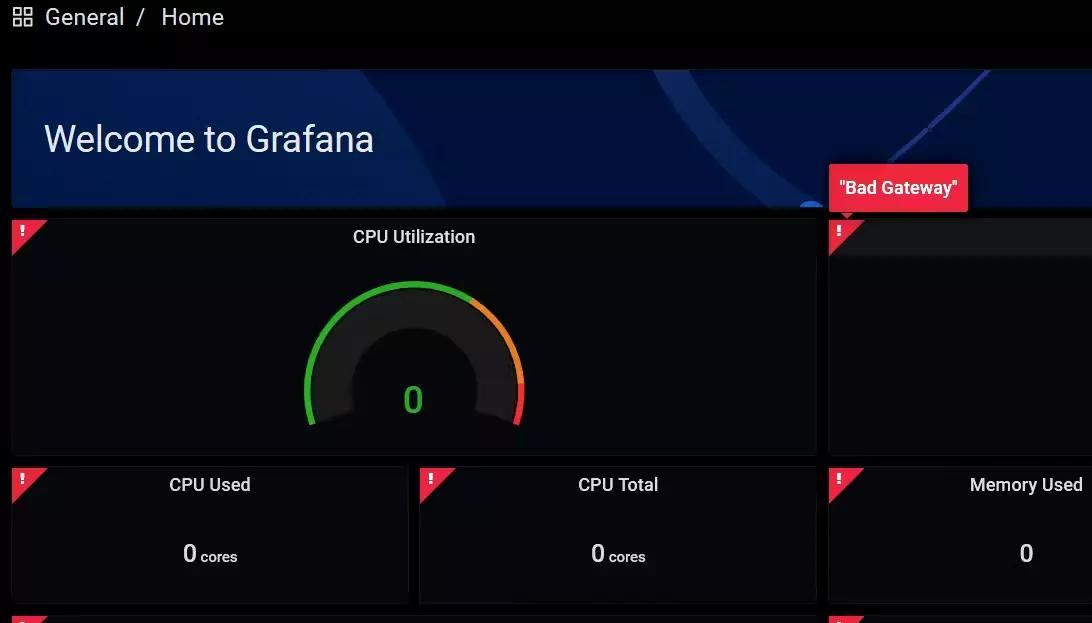 General / Home
Welcome to Grafana
"Bad Gateway"
!
CPU Utilization
!
0
!
CPU Used
!
CPU Total
!
Memory Used
0 cores
0 cores
0